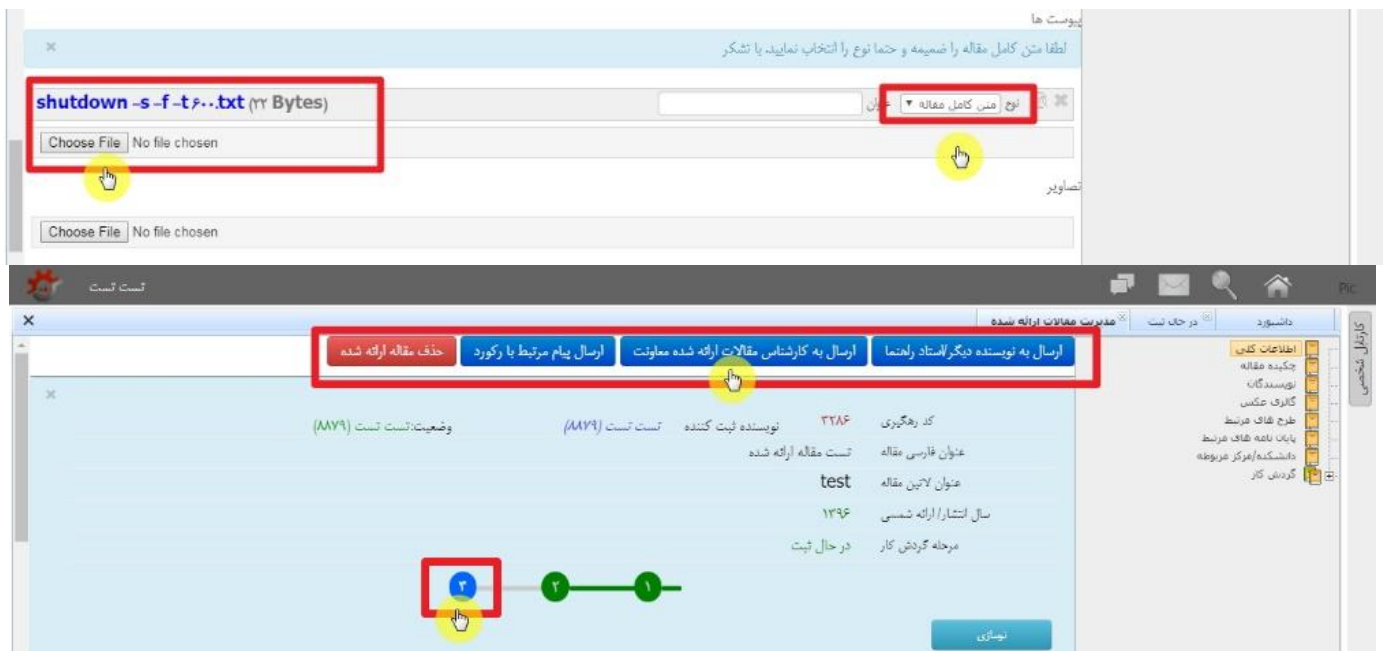 پیوست ها
لطفا متن کامل مقاله را ضمیمه و حتما نوع را انتخاب نمایید، با تشکر
نوع متن کامل مقاله عنوان
shutdown -s -f -t۶۰۰.txt (۲۲ Bytes)
Choose File No file chosen
تصاویر
Choose File No file chosen
Pic
تست تست
داشبورد
در حال ثبت
مدیریت مقالات ارائه شده
کارتابل شخصی
ارسال به نویسنده دیگر/استاد راهنما
ارسال به کارشناس مقالات ارائه شده معاونت
ارسال پیام مرتبط با رکورد
حذف مقاله ارائه شده
اطلاعات کلی
چکیده مقاله
نویسندگان
گالری عکس
طرح های مرتبط
پایان نامه های مرتبط
دانشکده/مرکز مربوطه
گردش کار
کد رهگیری ۳۲۸۶ نویسنده ثبت کننده تست تست (۸۸۷۹) وضعیت:تست تست (۸۸۷۹)
عنوان فارسی مقاله تست مقاله ارائه شده
عنوان لاتین مقاله test
سال انتشار/ارائه شمسی ۱۳۹۶
مرحله گردش کار در حال ثبت
۱ ۲ ۳
نوسازی